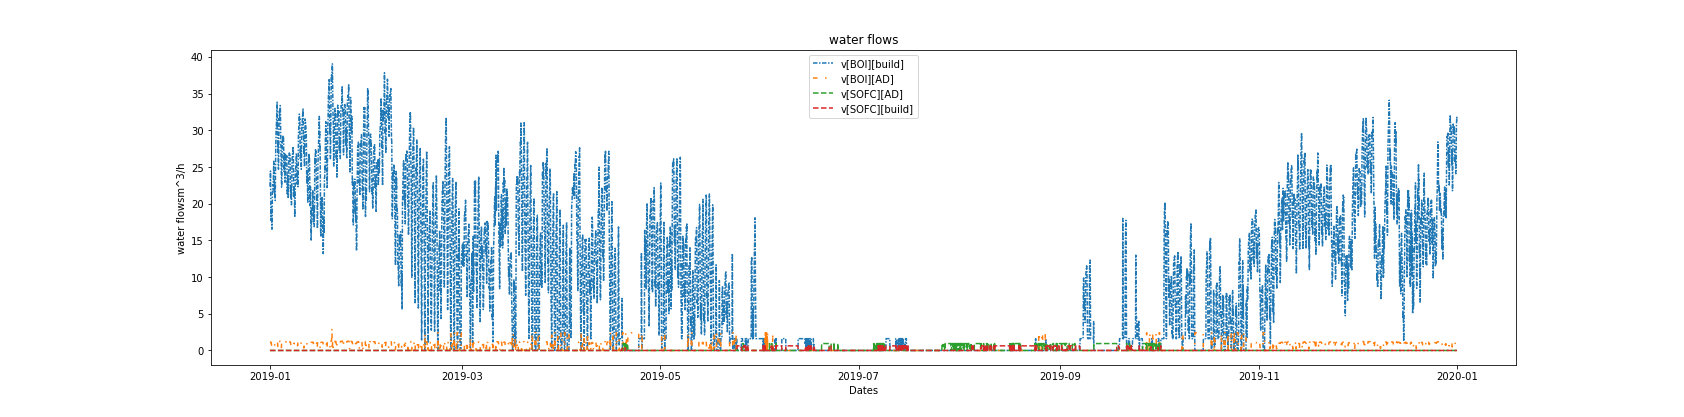 water flows
40
35
30
25
20
15
10
5
0
water flowsm^3/h
v[BOI][build]
v[BOI][AD]
v[SOFC][AD]
v[SOFC][build]
2019-01
2019-03
2019-05
2019-07
2019-09
2019-11
2020-01
Dates